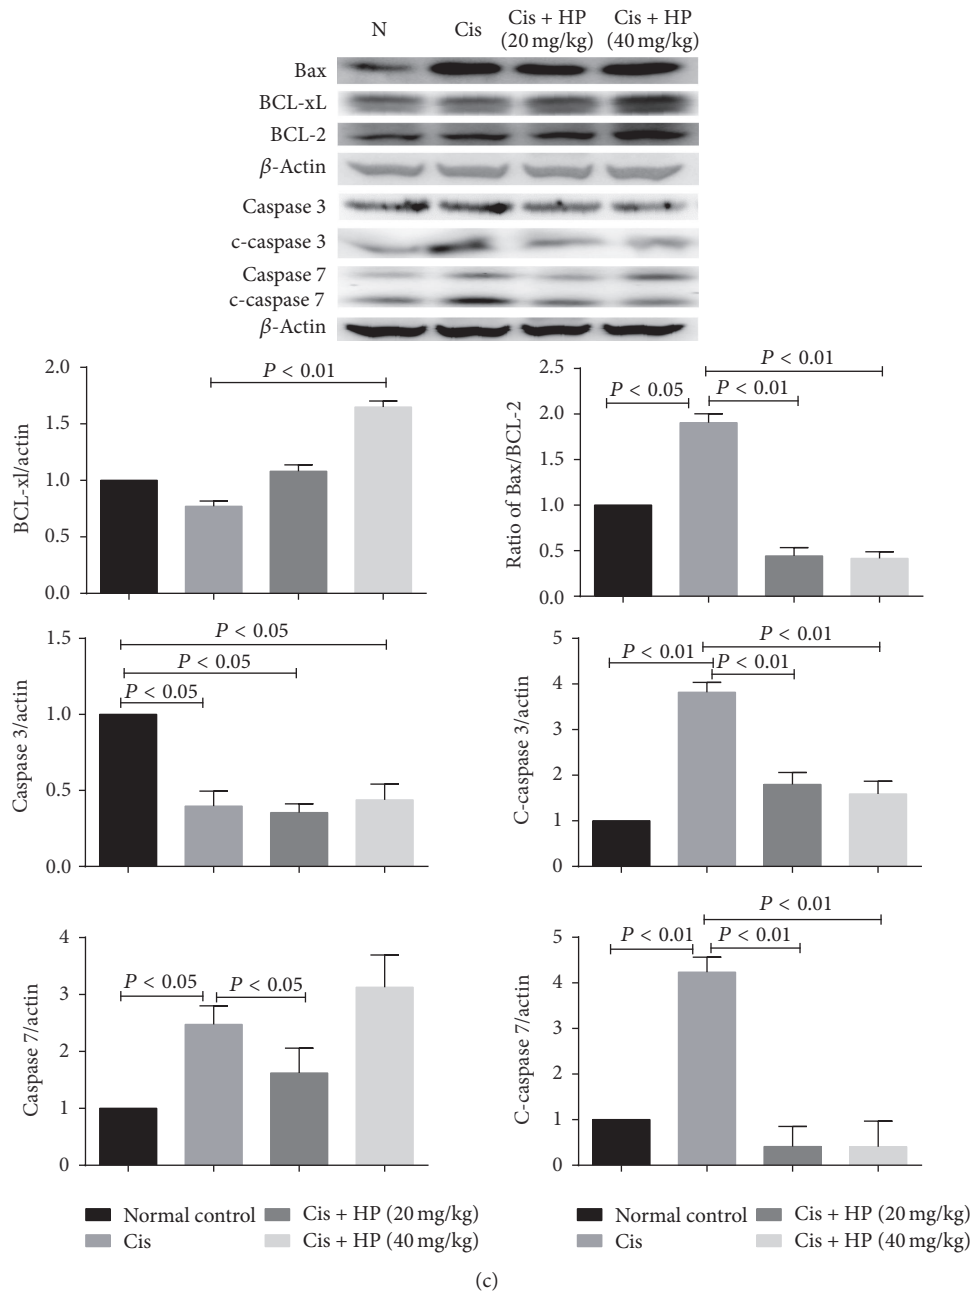 N Cis Cis + HP (20 mg/kg) Cis + HP (40 mg/kg)
Bax
BCL-xL
BCL-2
β-Actin
Caspase 3
c-caspase 3
Caspase 7
c-caspase 7
β-Actin
BCL-xl/actin
2.0
1.5
1.0
0.5
0.0
P < 0.01
Ratio of Bax/BCL-2
2.5
2.0
1.5
1.0
0.5
0.0
P < 0.01
P < 0.05
P < 0.01
Caspase 3/actin
1.5
1.0
0.5
0.0
P < 0.05
P < 0.05
P < 0.05
C-caspase 3/actin
5
4
3
2
1
0
P < 0.01
P < 0.01
P < 0.01
Caspase 7/actin
4
3
2
1
0
P < 0.05
P < 0.05
C-caspase 7/actin
5
4
3
2
1
0
P < 0.01
P < 0.01
P < 0.01
Normal control Cis + HP (20 mg/kg)
Cis Cis + HP (40 mg/kg)
Normal control Cis + HP (20 mg/kg)
Cis Cis + HP (40 mg/kg)
(c)